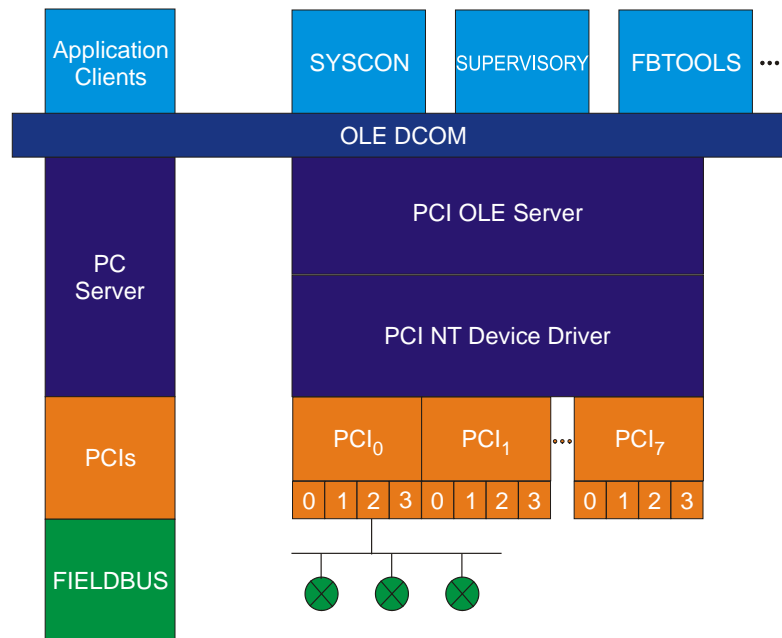 Application
Clients
SYSCON
SUPERVISORY
FBTOOLS
...
OLE DCOM
PC
Server
PCI OLE Server
PCI NT Device Driver
PCIs
PCI₀
PCI₁
...
PCI₇
0 1 2 3 0 1 2 3 0 1 2 3
FIELDBUS